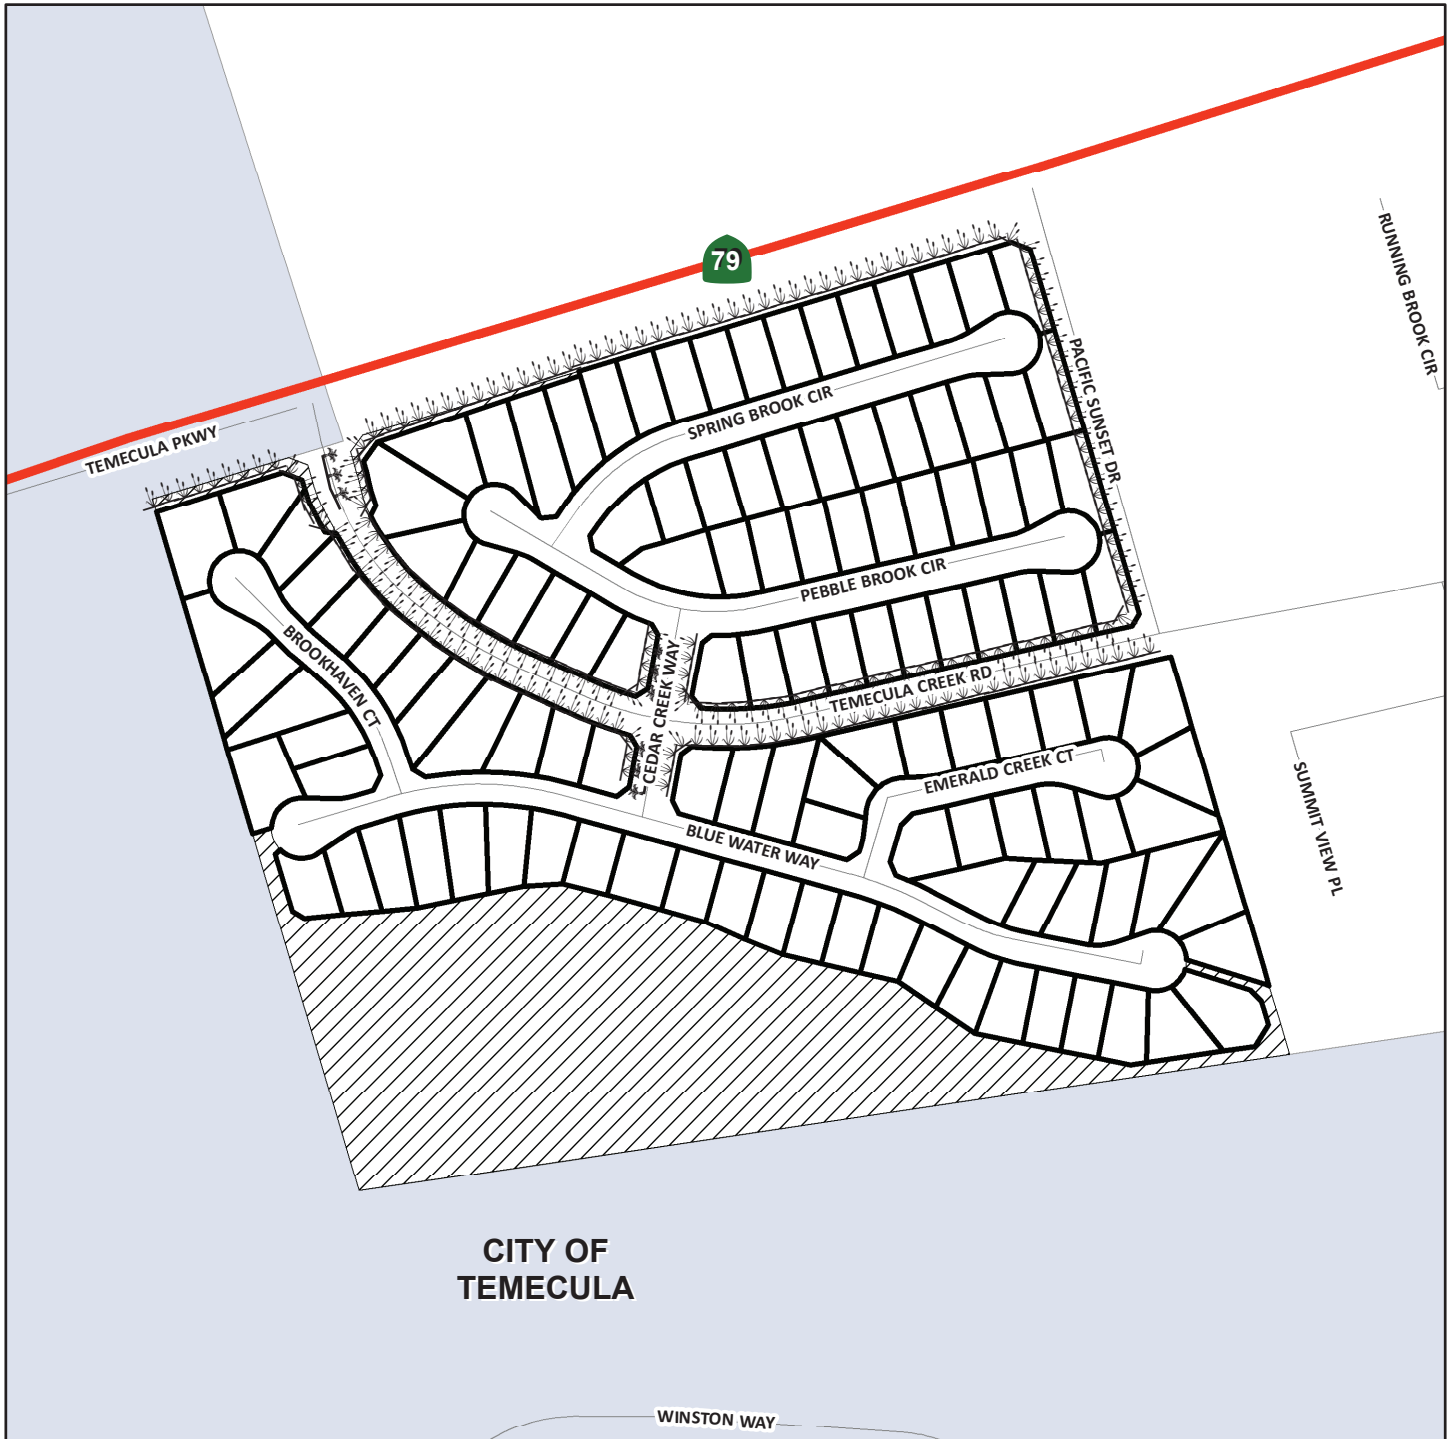 79
RUNNING BROOK CIR
PACIFIC SUNSET DR
SPRING BROOK CIR
TEMECULA PKWY
PEBBLE BROOK CIR
BROOKHAVEN CT
CEDAR CREEK WAY
TEMECULA CREEK RD
EMERALD CREEK CT
SUMMIT VIEW PL
BLUE WATER WAY
CITY OF
TEMECULA
WINSTON WAY